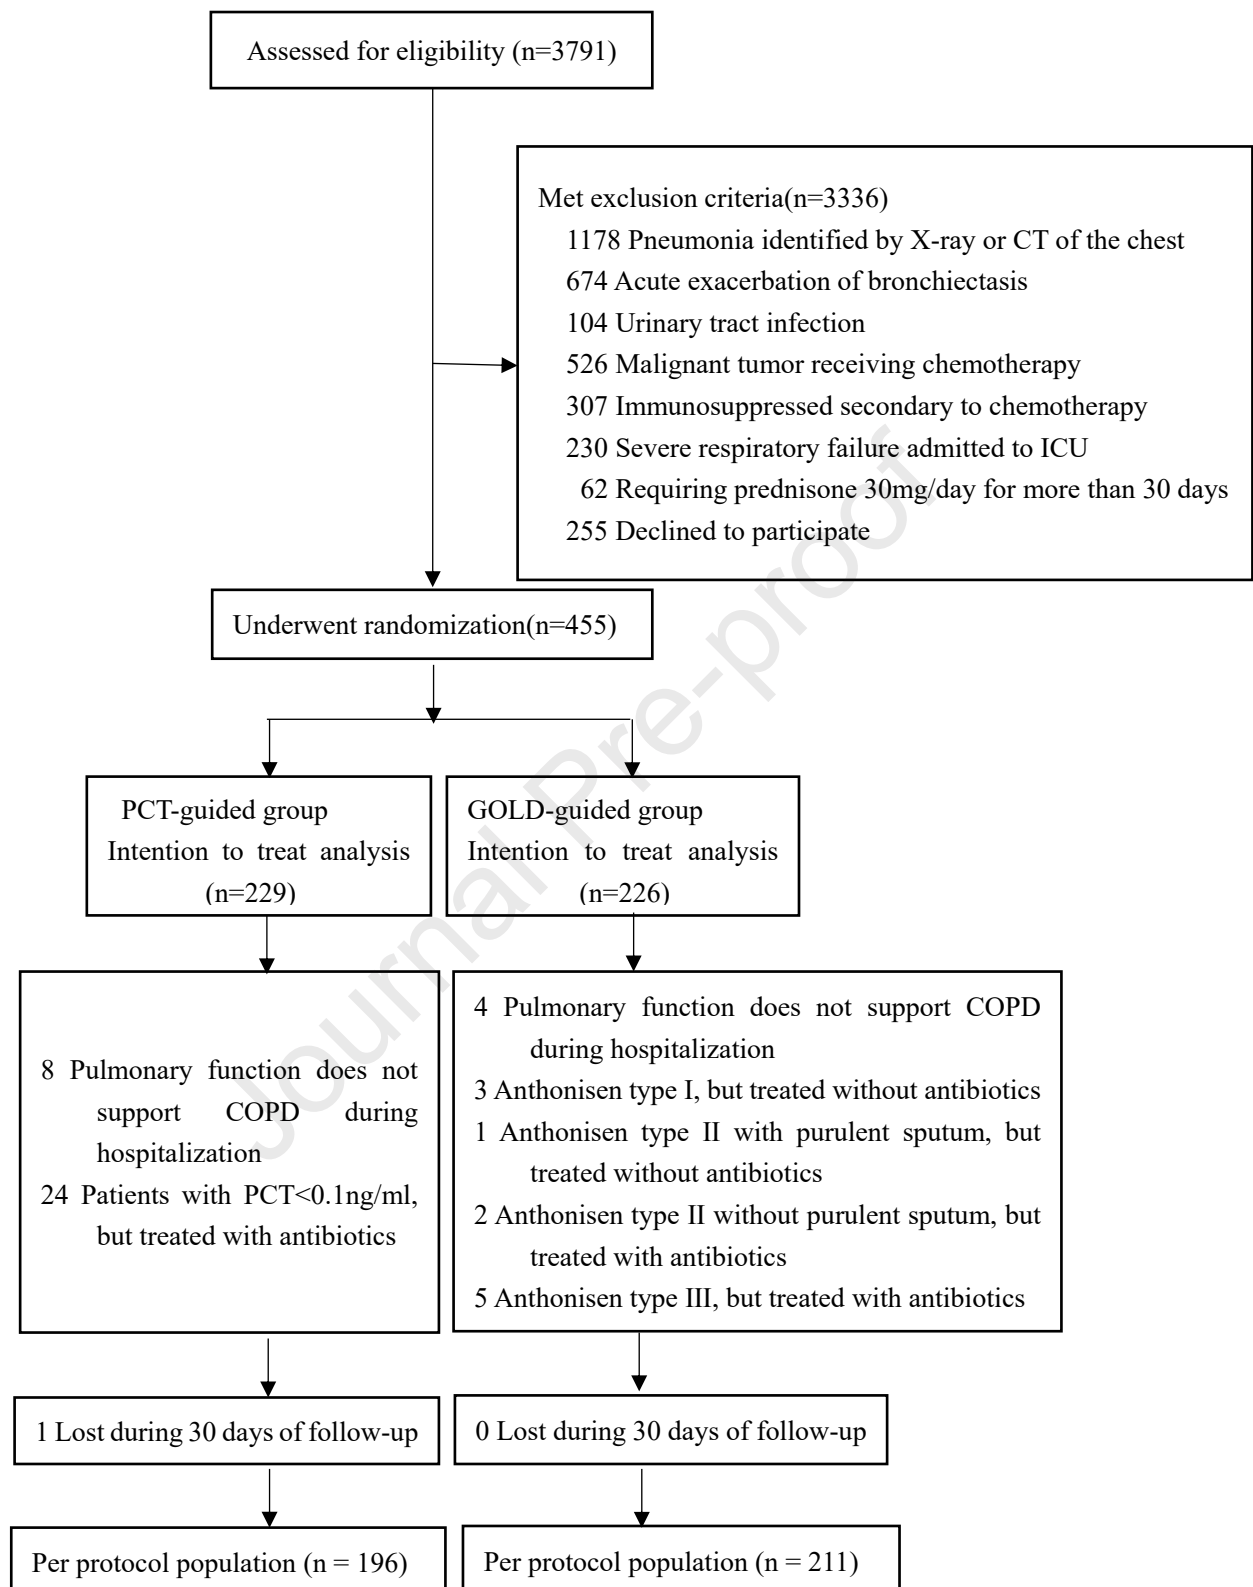 Assessed for eligibility (n=3791)
Met exclusion criteria(n=3336)
1178 Pneumonia identified by X-ray or CT of the chest
674 Acute exacerbation of bronchiectasis
104 Urinary tract infection
526 Malignant tumor receiving chemotherapy
307 Immunosuppressed secondary to chemotherapy
230 Severe respiratory failure admitted to ICU
62 Requiring prednisone 30mg/day for more than 30 days
255 Declined to participate
Underwent randomization(n=455)
PCT-guided group
Intention to treat analysis
(n=229)
GOLD-guided group
Intention to treat analysis
(n=226)
8 Pulmonary function does not
support COPD during
hospitalization
24 Patients with PCT<0.1ng/ml,
but treated with antibiotics
4 Pulmonary function does not support COPD
during hospitalization
3 Anthonisen type I, but treated without antibiotics
1 Anthonisen type II with purulent sputum, but
treated without antibiotics
2 Anthonisen type II without purulent sputum, but
treated with antibiotics
5 Anthonisen type III, but treated with antibiotics
1 Lost during 30 days of follow-up
0 Lost during 30 days of follow-up
Per protocol population (n = 196)
Per protocol population (n = 211)
Journal Pre-proof